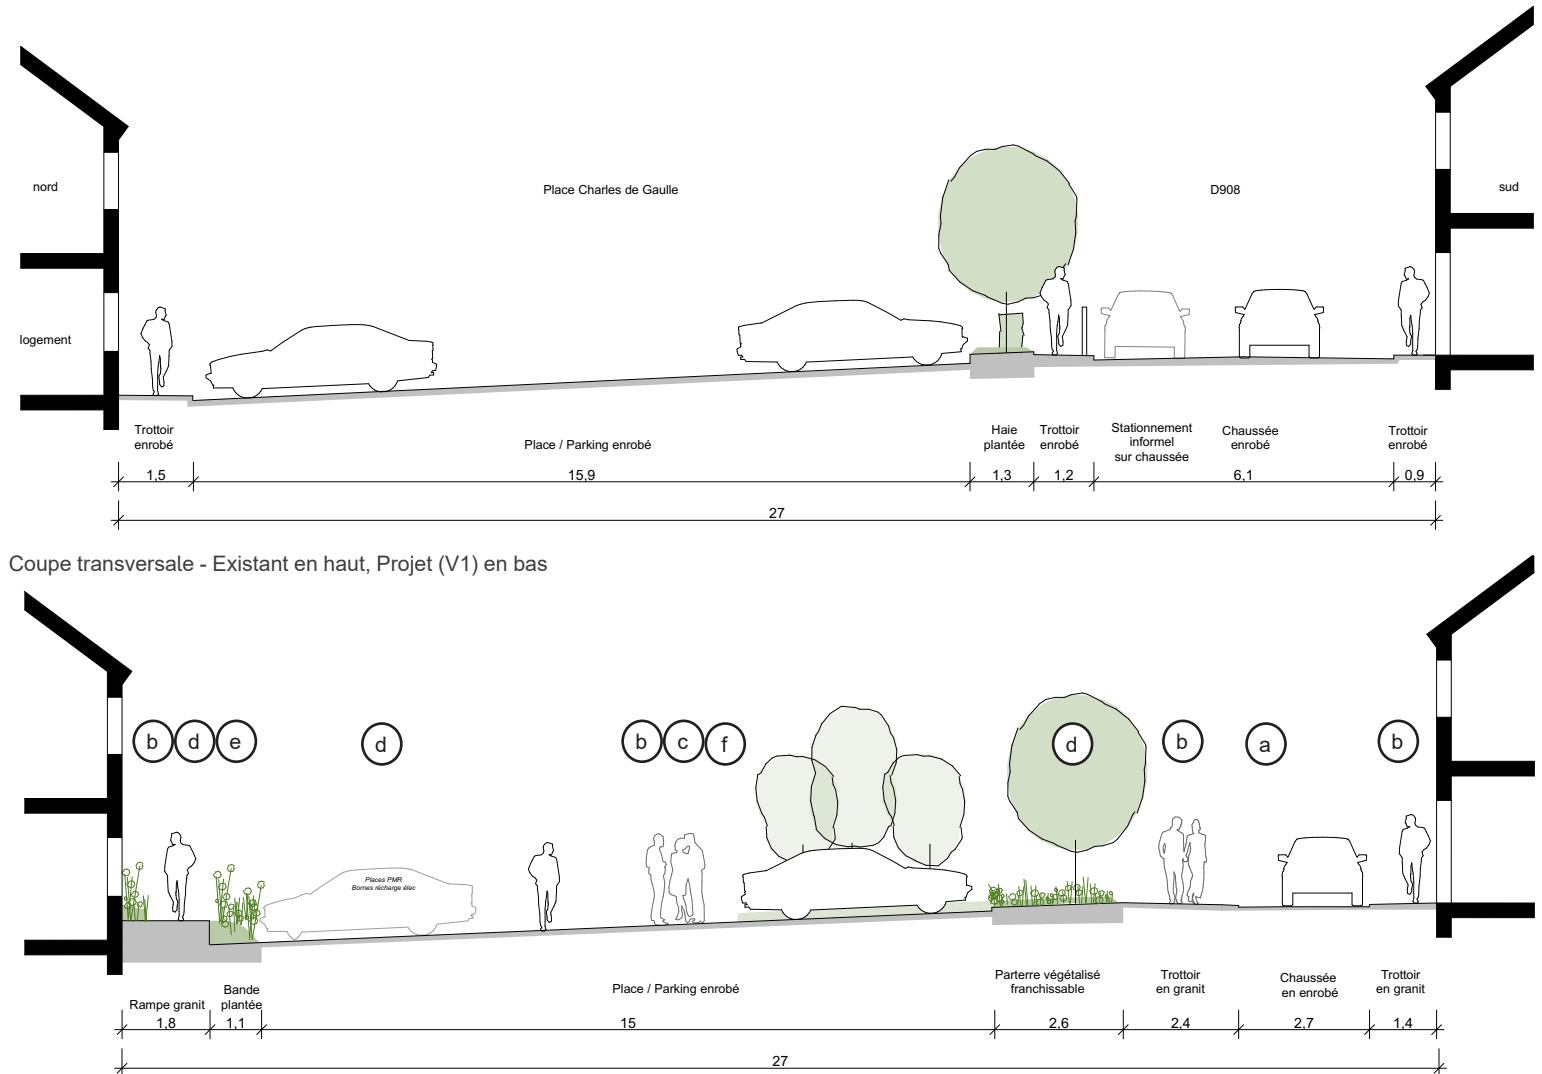 nord
Place Charles de Gaulle
D908
sud
logement
Trottoir
enrobé
Place / Parking enrobé
Haie
plantée
Trottoir
enrobé
Stationnement
informel
sur chaussée
Chaussée
enrobé
Trottoir
enrobé
1,5
15,9
1,3
1,2
6,1
0,9
27
Coupe transversale - Existant en haut, Projet (V1) en bas
b
d
e
d
b
c
f
d
b
a
b
Places PMR
Bornes récharge élec
Rampe granit
Bande
plantée
Place / Parking enrobé
Parterre végétalisé
franchissable
Trottoir
en granit
Chaussée
en enrobé
Trottoir
en granit
1,8
1,1
15
2,6
2,4
2,7
1,4
27